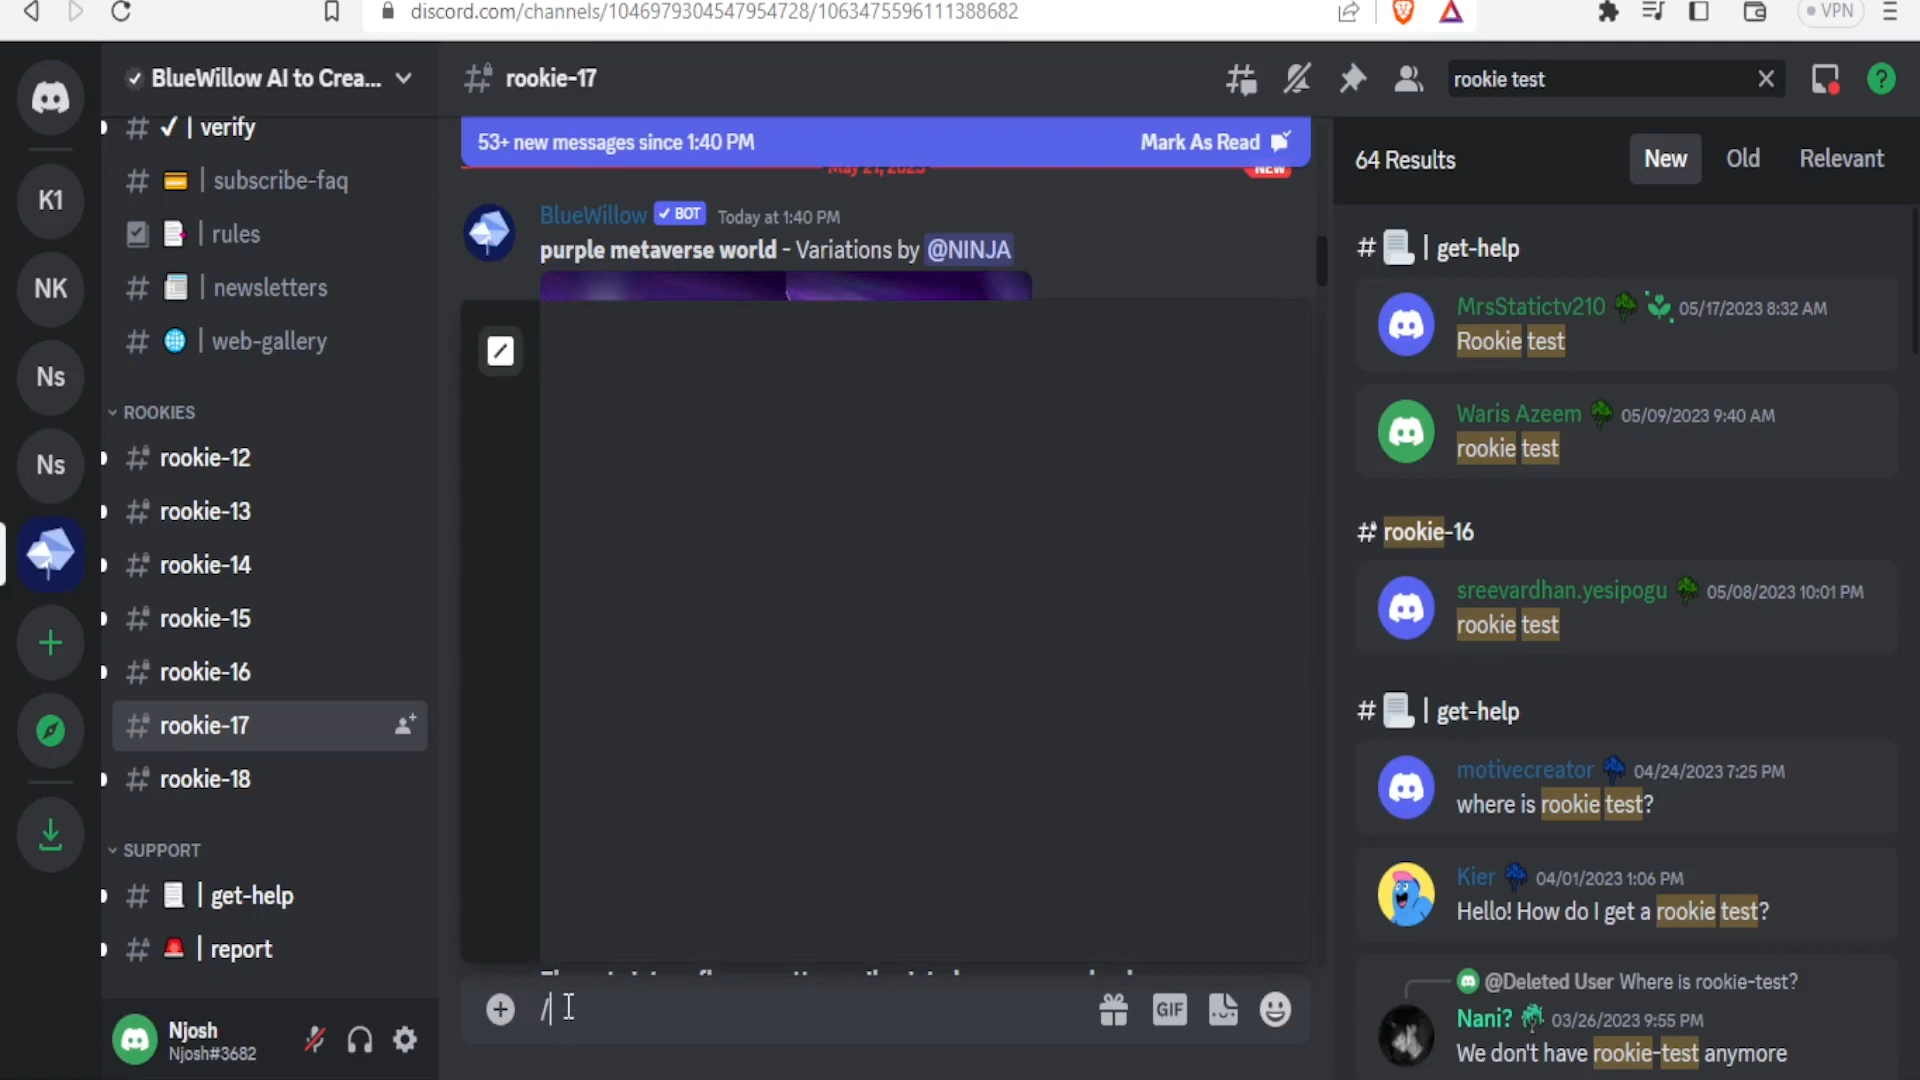 discord.com/channels/1046979304547954728/1063475596111388682
VPN
BlueWillow AI to Crea...
rookie-17
rookie test
verify
subscribe-faq
rules
newsletters
web-gallery
ROOKIES
rookie-12
rookie-13
rookie-14
rookie-15
rookie-16
rookie-17
rookie-18
SUPPORT
get-help
report
K1
NK
Ns
Ns
Njosh
Njosh#3682
53+ new messages since 1:40 PM
Mark As Read
May 21, 2023
NEW
BlueWillow BOT Today at 1:40 PM
purple metaverse world - Variations by @NINJA
/
GIF
64 Results
New
Old
Relevant
# | get-help
MrsStatictv210 05/17/2023 8:32 AM
Rookie test
Waris Azeem 05/09/2023 9:40 AM
rookie test
rookie-16
sreevardhan.yesipogu 05/08/2023 10:01 PM
rookie test
# | get-help
motivecreator 04/24/2023 7:25 PM
where is rookie test?
Kier 04/01/2023 1:06 PM
Hello! How do I get a rookie test?
@Deleted User Where is rookie-test?
Nani? 03/26/2023 9:55 PM
We don't have rookie-test anymore